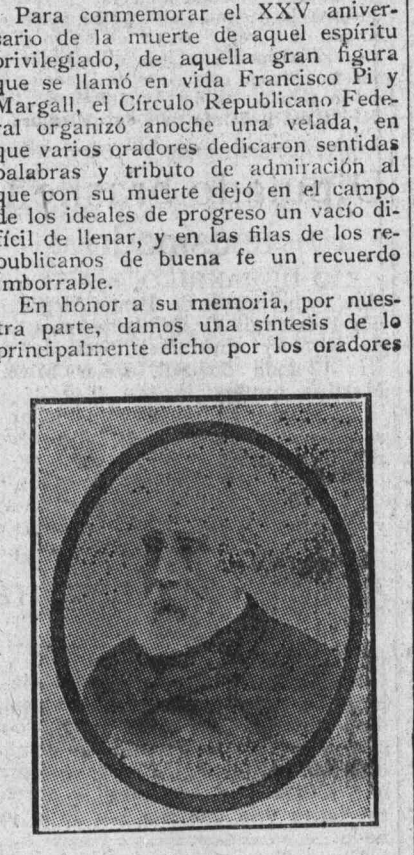 Para conmemorar el XXV aniver-
sario de la muerte de aquel espíritu
privilegiado, de aquella gran figura
que se llamó en vida Francisco Pi y
Margall, el Círculo Republicano Fede-
ral organizó anoche una velada, en
que varios oradores dedicaron sentidas
palabras y tributo de admiración al
que con su muerte dejó en el campo
de los ideales de progreso un vacío di-
fícil de llenar, y en las filas de los re-
publicanos de buena fe un recuerdo
imborrable.
En honor a su memoria, por nues-
tra parte, damos una síntesis de lo
principalmente dicho por los oradores